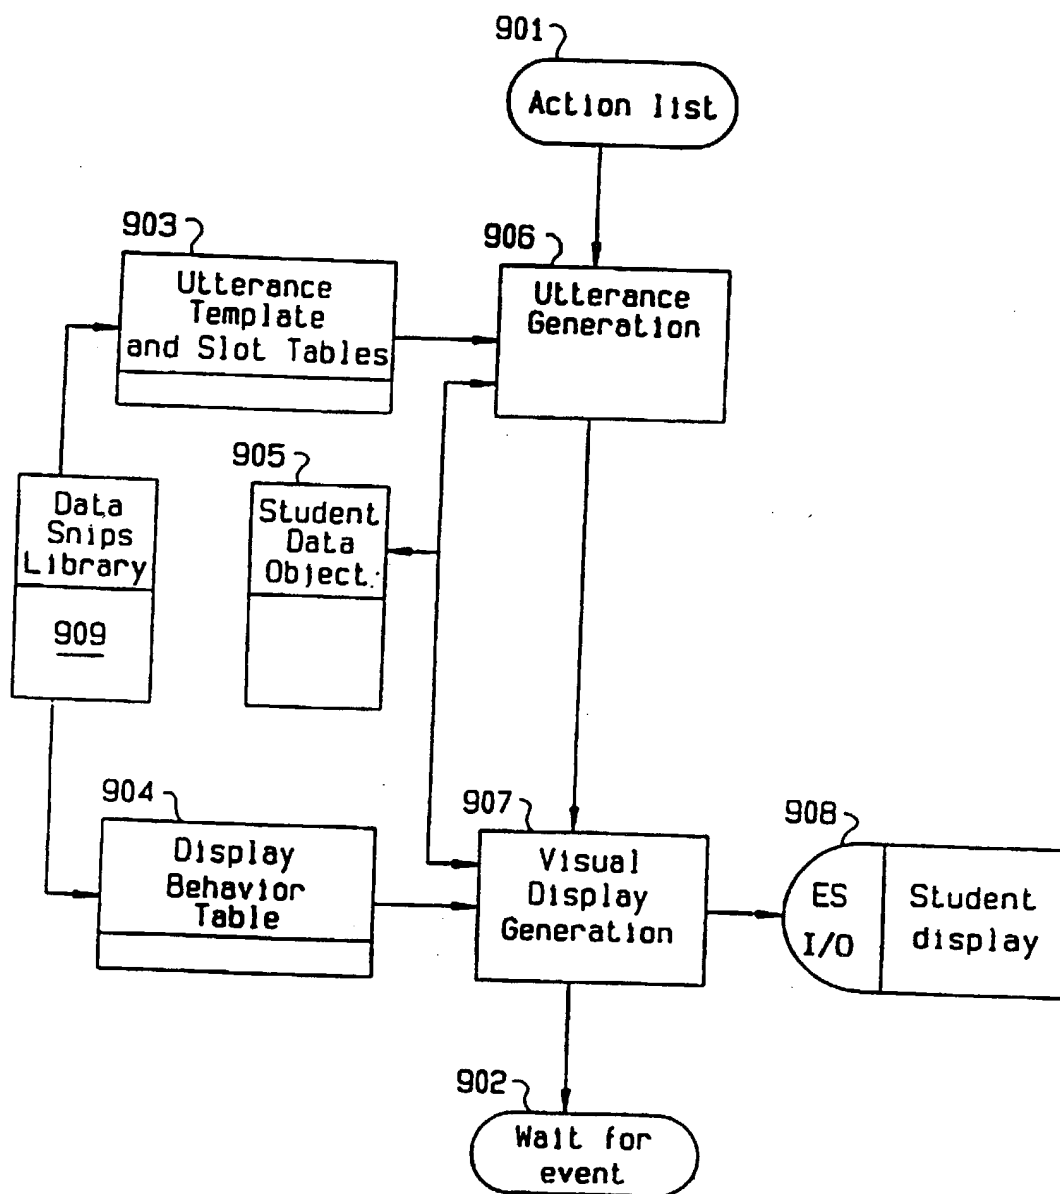 901
Action list
903
Utterance
Template
and Slot Tables
906
Utterance
Generation
905
Student
Data
Object
Data
Snips
Library
909
904
Display
Behavior
Table
907
Visual
Display
Generation
908
ES
I/O
Student
display
902
Wait for
event